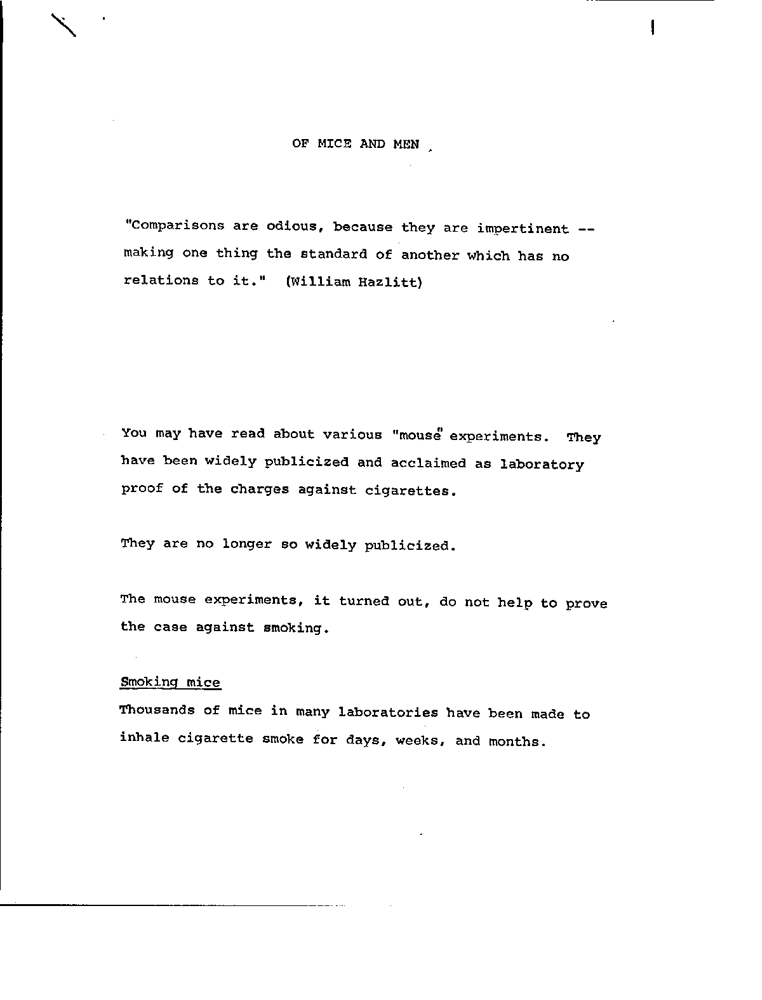 OF MICE AND MEN
"Comparisons are odious, because they are impertinent --
making one thing the standard of another which has no
relations to it." (William Hazlitt)
You may have read about various "mouse" experiments. They
have been widely publicized and acclaimed as laboratory
proof of the charges against cigarettes.
They are no longer so widely publicized.
The mouse experiments, it turned out, do not help to prove
the case against smoking.
Smoking mice
Thousands of mice in many laboratories have been made to
inhale cigarette smoke for days, weeks, and months.